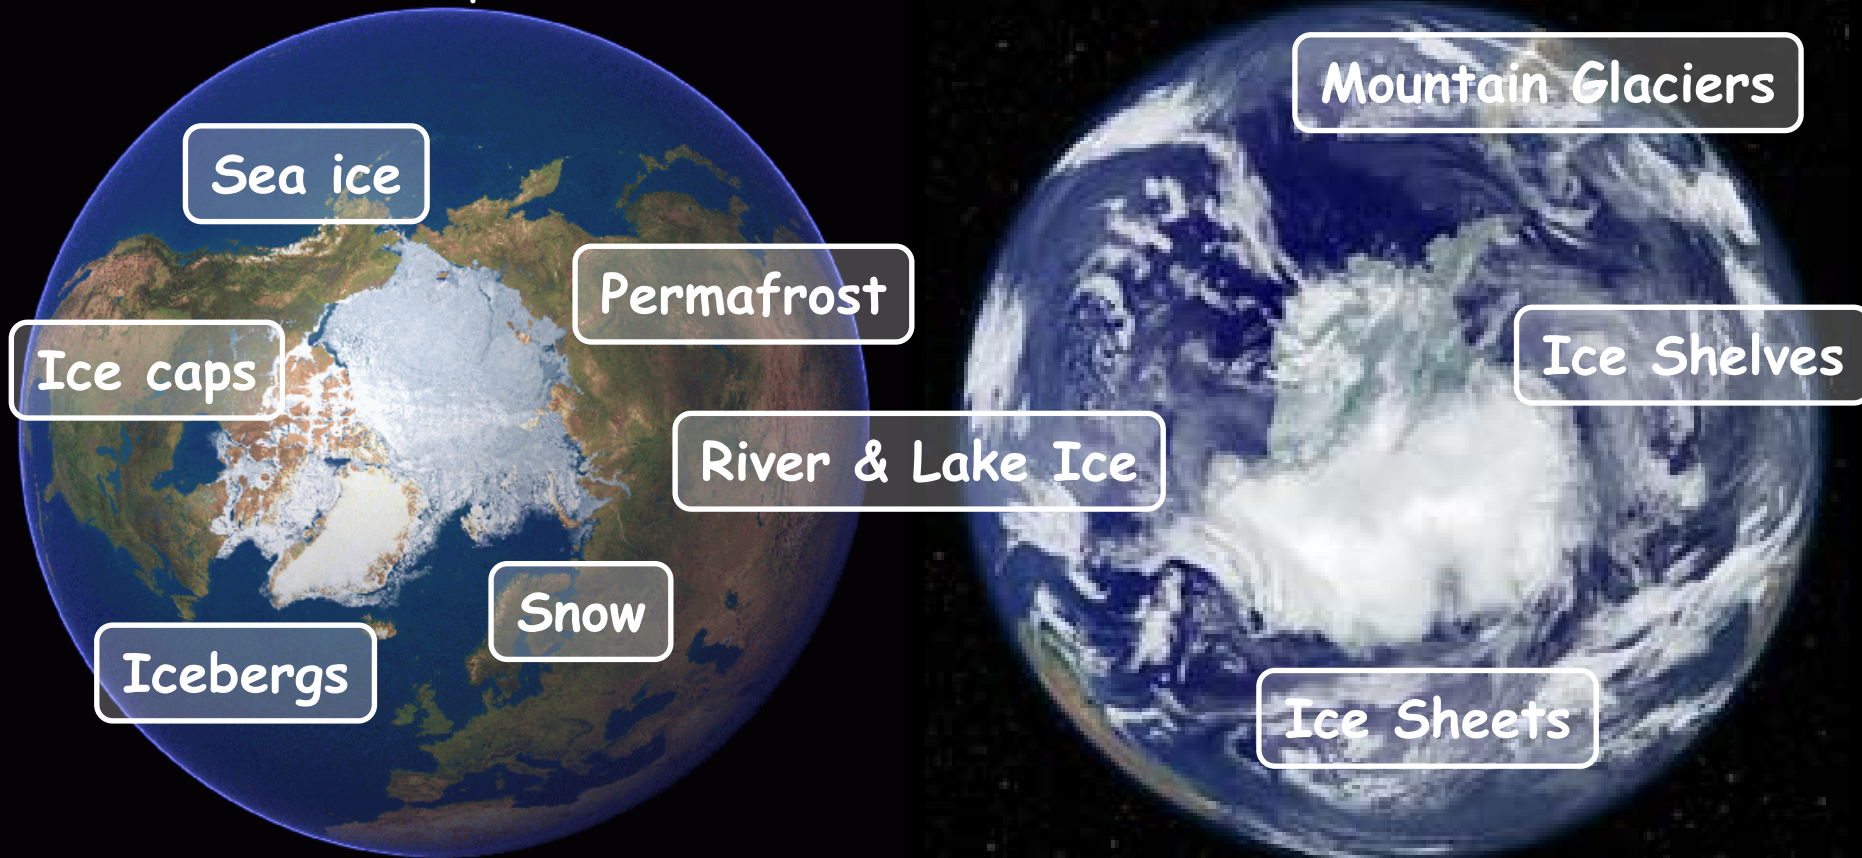 Mountain Glaciers
Sea ice
Permafrost
Ice Shelves
Ice caps
River & Lake Ice
Snow
Icebergs
Ice Sheets